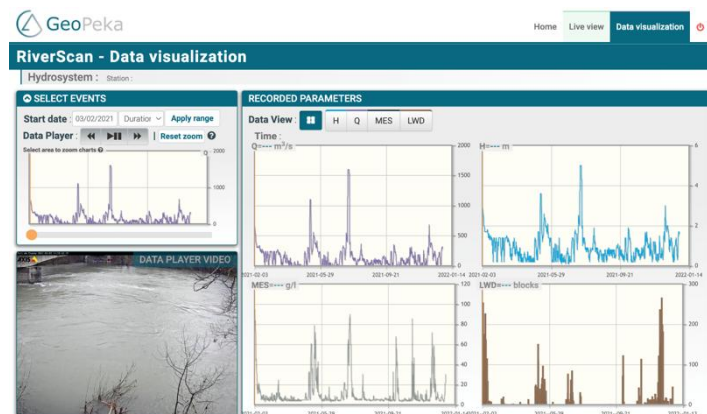 GeoPeka
Home Live view Data visualization
RiverScan - Data visualization
Hydrosystem : Station :
SELECT EVENTS
Start date : 03/02/2021 Duration Apply range
Data Player : Reset zoom
Select area to zoom charts
Q
2000
1000
0
DATA PLAYER VIDEO
RECORDED PARAMETERS
Data View : H Q MES LWD
Time :
Q=--- m³/s
2000
1500
1000
500
0
2021-02-03 2021-05-29 2021-09-21 2022-01-14
H=--- m
6
4
2
0
2021-02-03 2021-05-29 2021-09-21 2022-01-14
MES=--- g/l
120
100
80
60
40
20
0
LWD=--- blocks
300
200
100
0